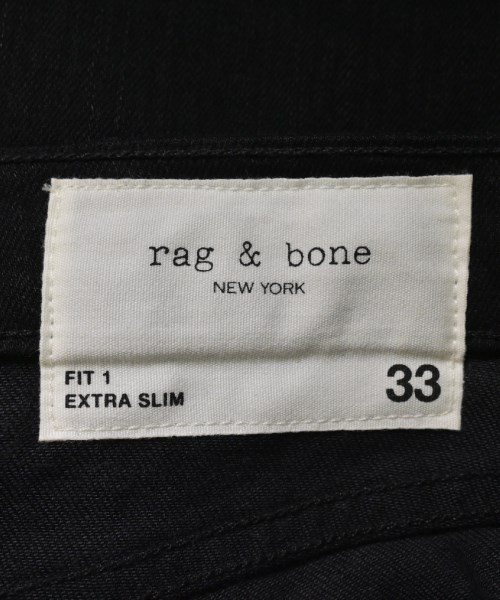 rag & bone
NEW YORK
FIT 1
EXTRA SLIM
33